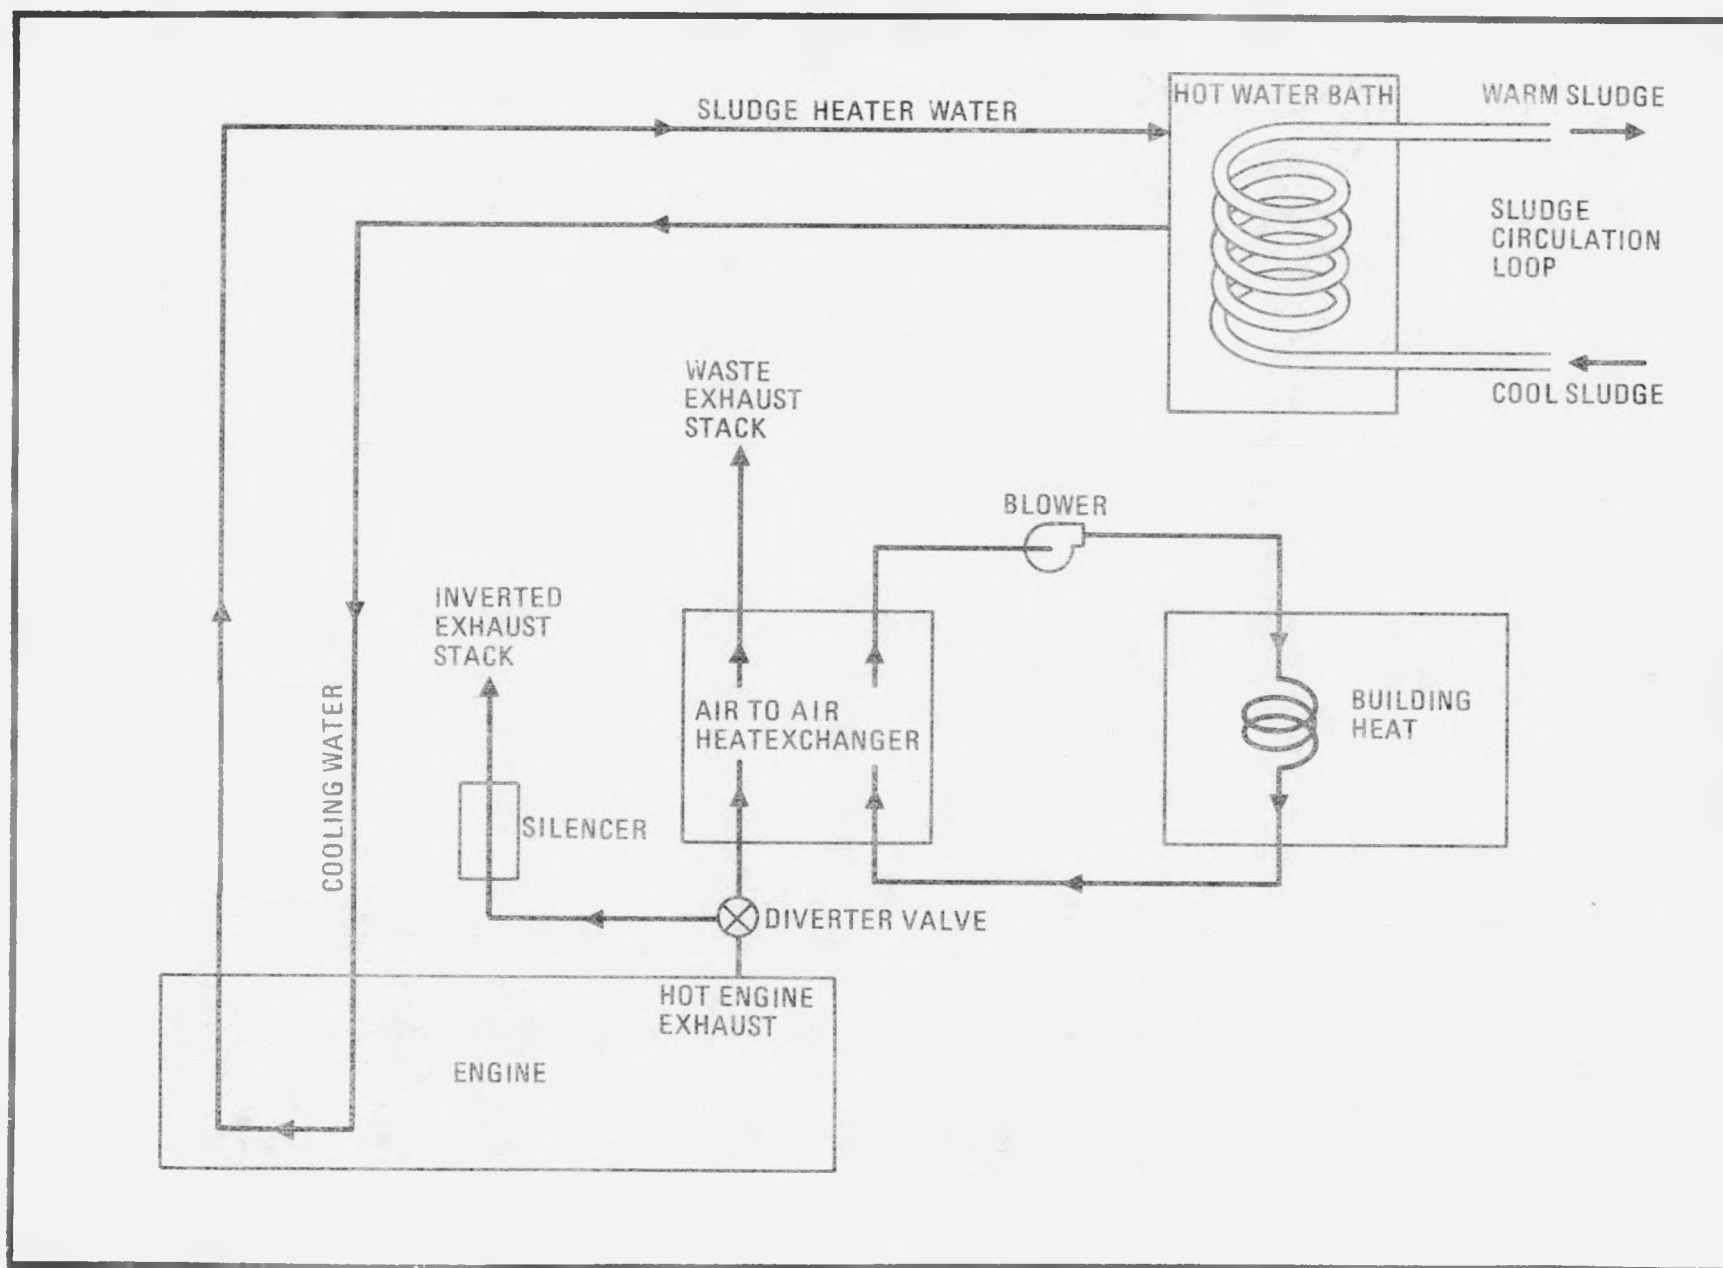 SLUDGE HEATER WATER
HOT WATER BATH
WARM SLUDGE
SLUDGE
CIRCULATION
LOOP
COOL SLUDGE
WASTE
EXHAUST
STACK
BLOWER
INVERTED
EXHAUST
STACK
AIR TO AIR
HEATEXCHANGER
BUILDING
HEAT
COOLING WATER
SILENCER
DIVERTER VALVE
HOT ENGINE
EXHAUST
ENGINE